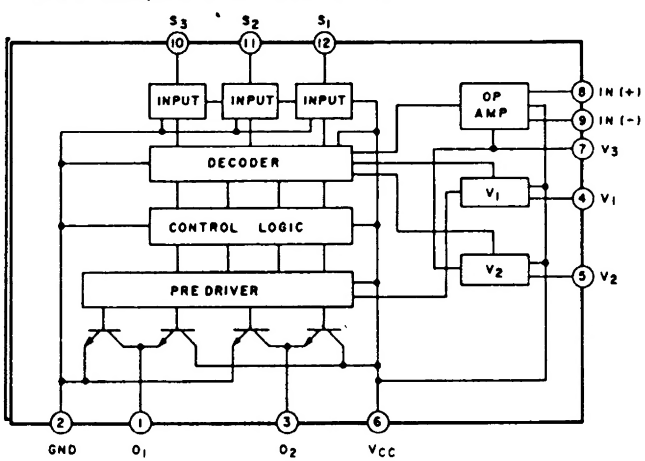 S3 S2 S1
10 11 12
INPUT INPUT INPUT
OP AMP
8 IN (+)
9 IN (-)
7 V3
DECODER
V1
4 V1
CONTROL LOGIC
V2
5 V2
PRE DRIVER
2 1 3 6
GND O1 O2 VCC